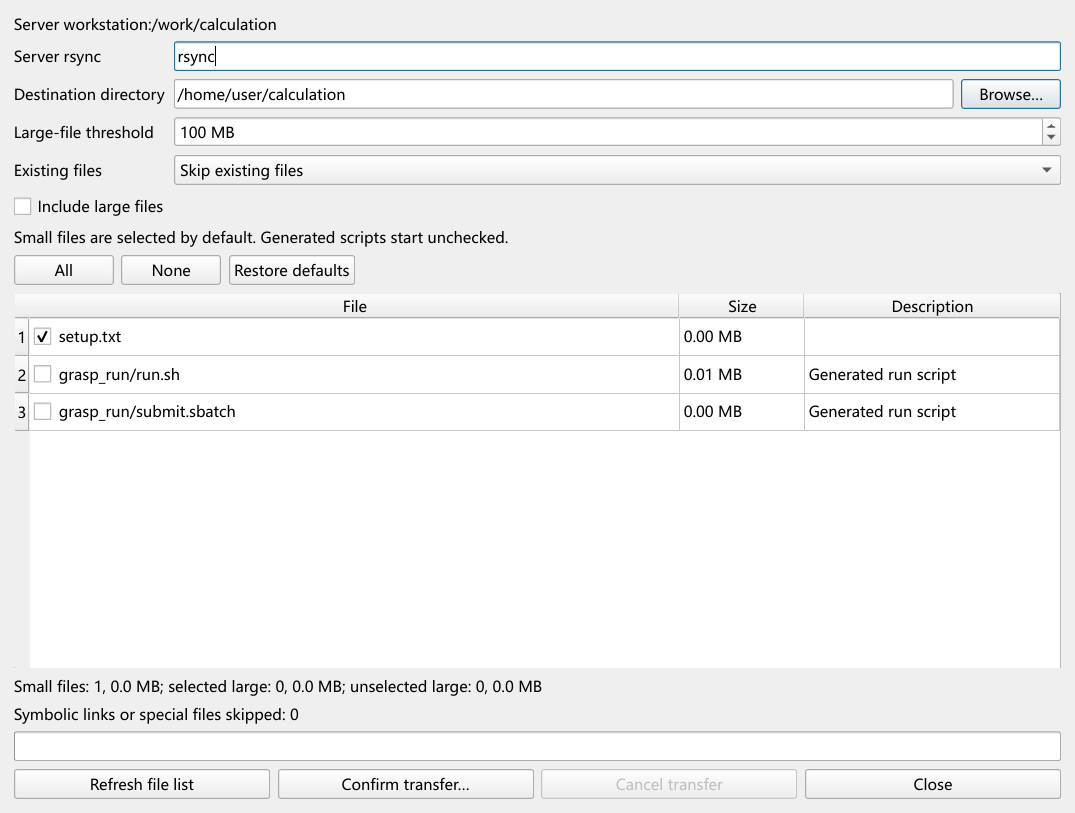 Server workstation:/work/calculation
Server rsync rsync
Destination directory /home/user/calculation Browse...
Large-file threshold 100 MB
Existing files Skip existing files
Include large files
Small files are selected by default. Generated scripts start unchecked.
All None Restore defaults
File Size Description
1 setup.txt 0.00 MB
2 grasp_run/run.sh 0.01 MB Generated run script
3 grasp_run/submit.sbatch 0.00 MB Generated run script
Small files: 1, 0.0 MB; selected large: 0, 0.0 MB; unselected large: 0, 0.0 MB
Symbolic links or special files skipped: 0
Refresh file list Confirm transfer... Cancel transfer Close